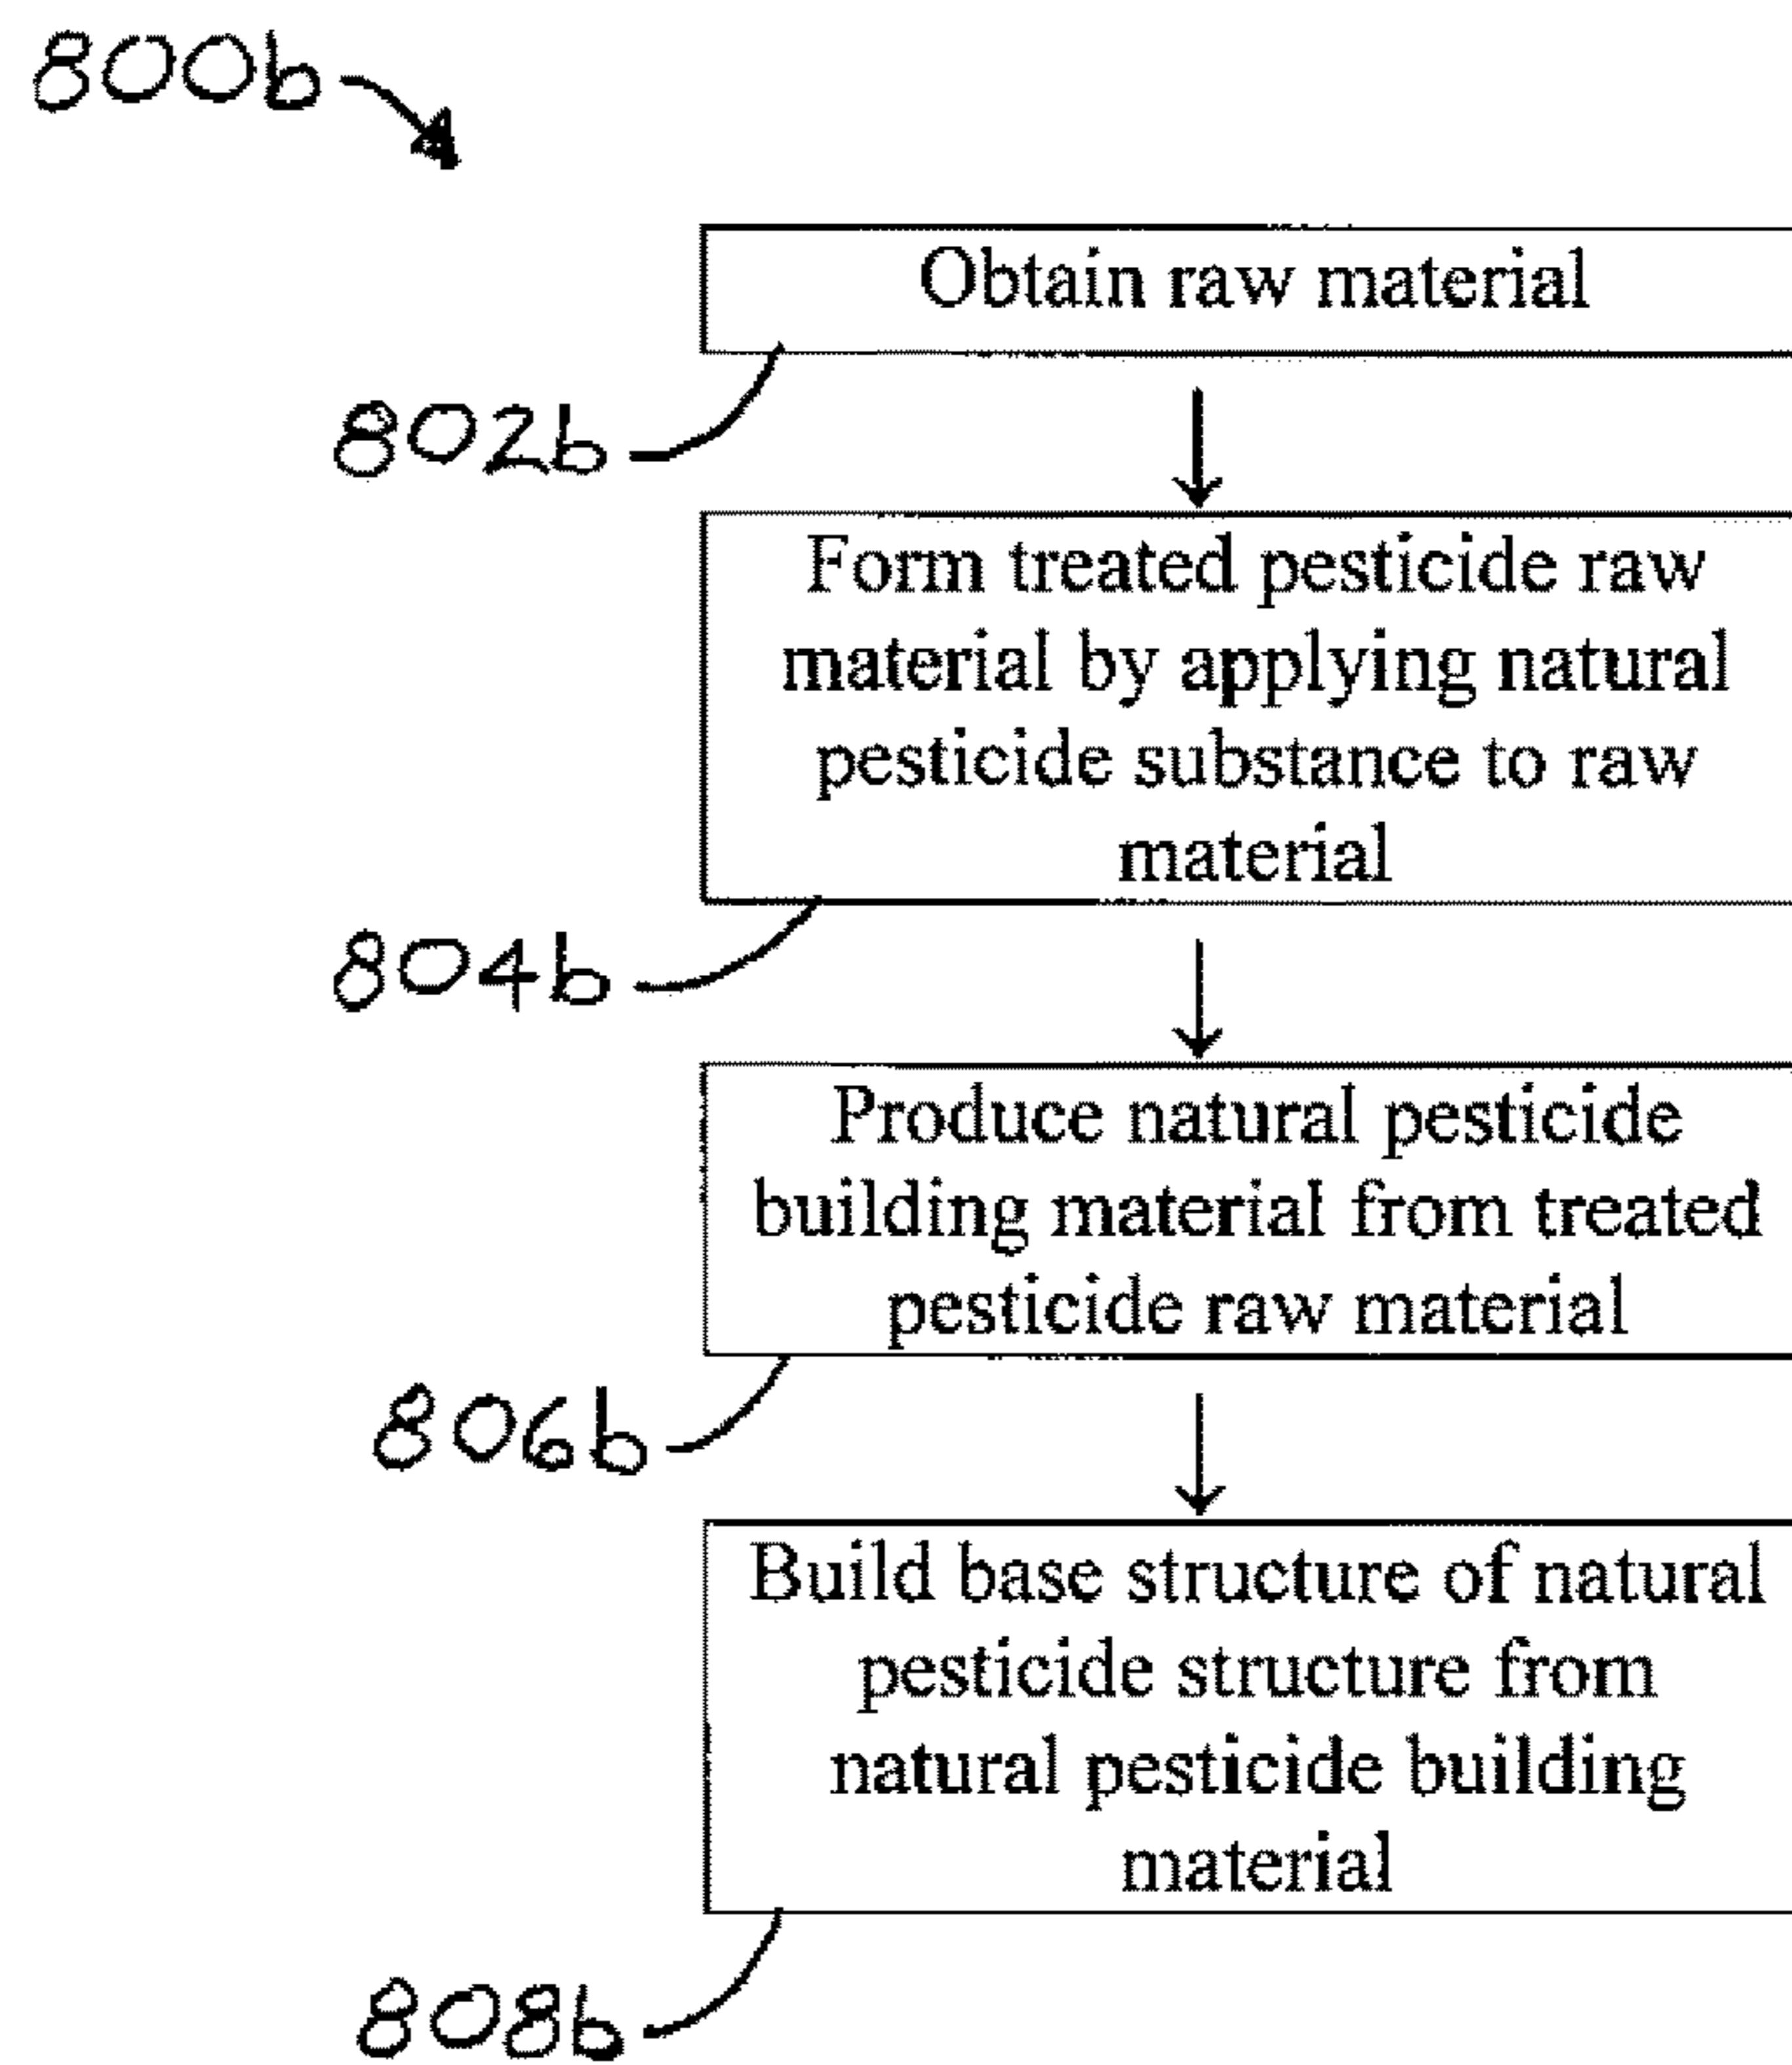 800b
Obtain raw material
802b
Form treated pesticide raw
material by applying natural
pesticide substance to raw
material
804b
Produce natural pesticide
building material from treated
pesticide raw material
806b
Build base structure of natural
pesticide structure from
natural pesticide building
material
808b